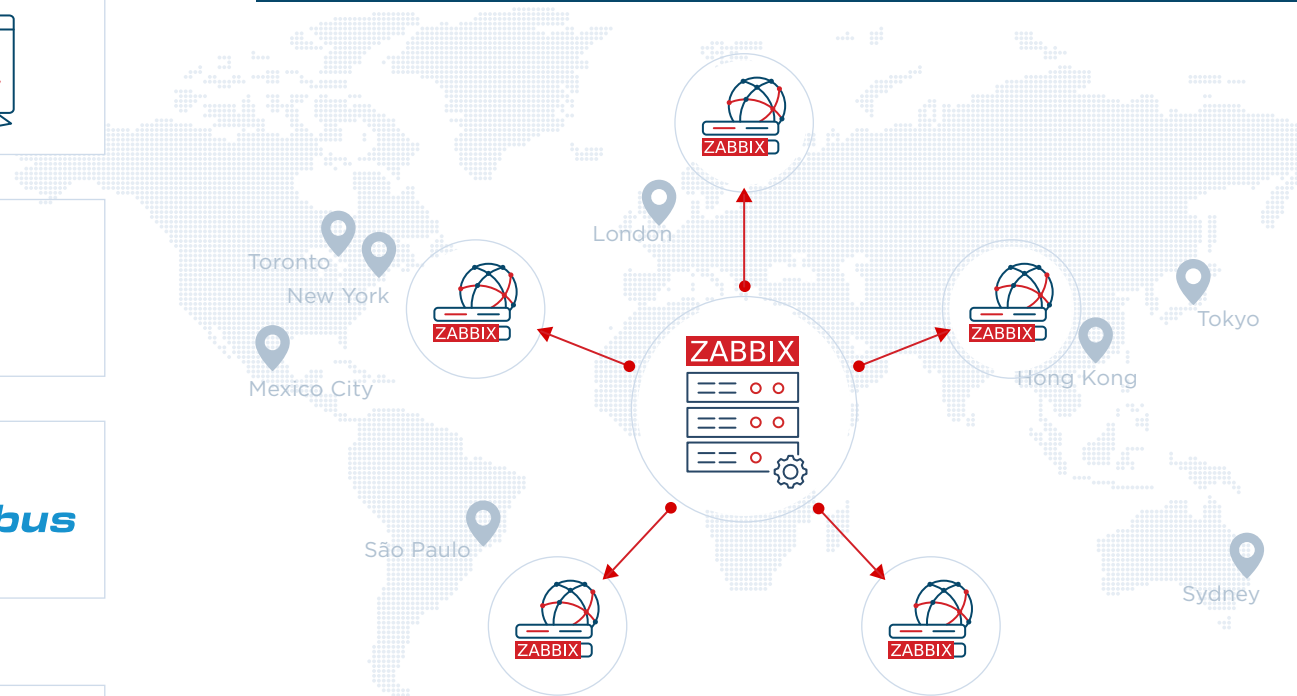 ZABBIX
London
Toronto
New York
Tokyo
ZABBIX
ZABBIX
ZABBIX
Mexico City
Hong Kong
bus
São Paulo
Sydney
ZABBIX
ZABBIX